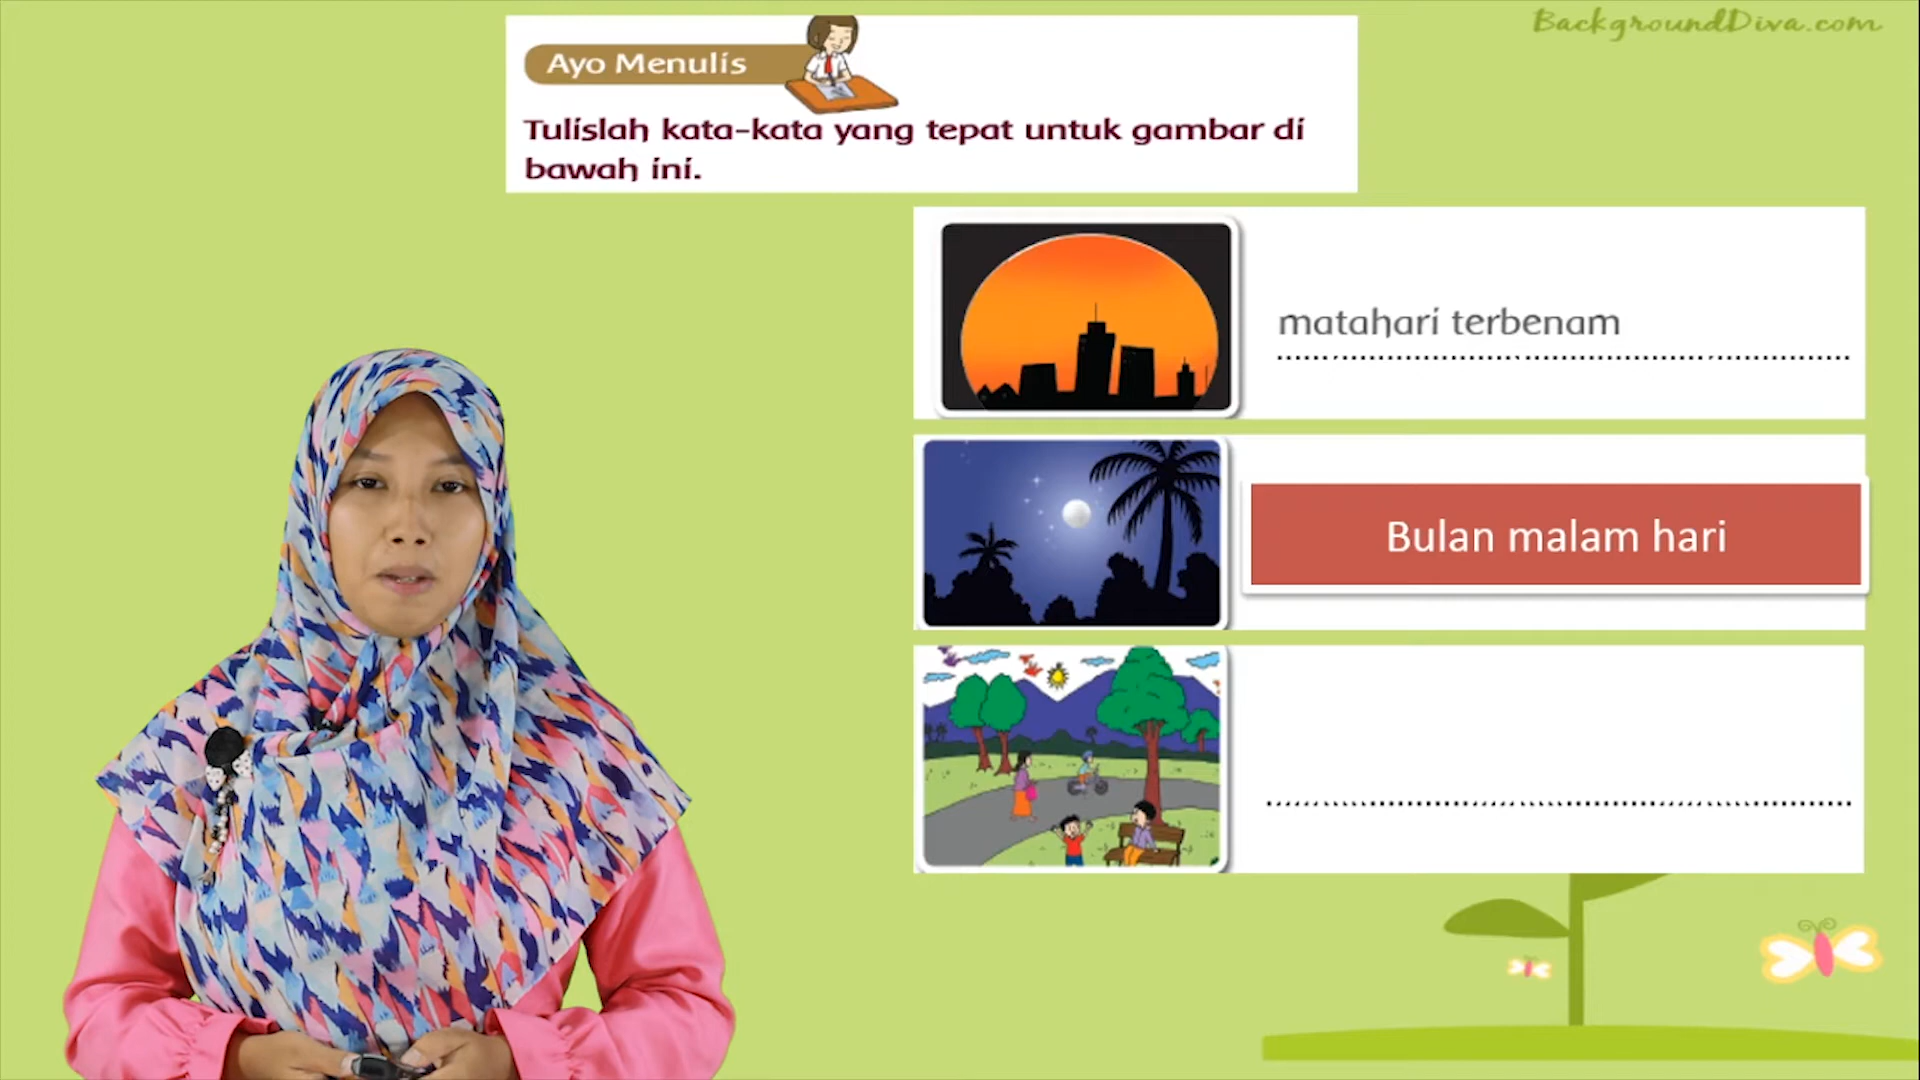 BackgroundDiva.com
Ayo Menulis
Tulislah kata-kata yang tepat untuk gambar di
bawah ini.
matahari terbenam
Bulan malam hari